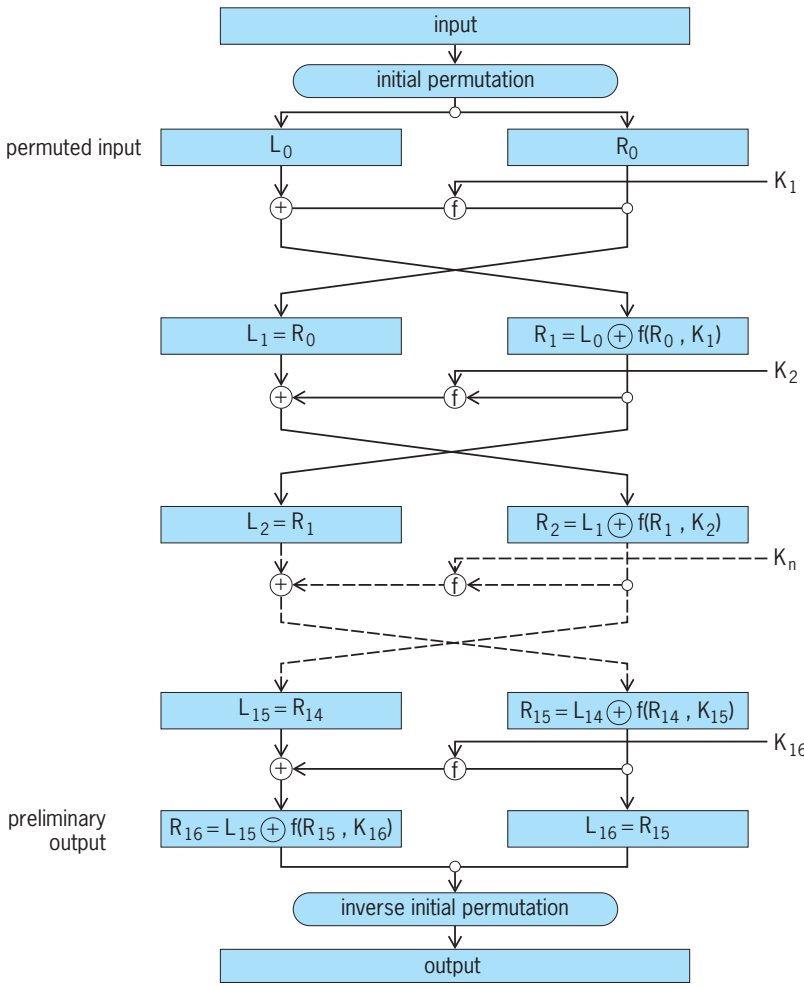 input
initial permutation
permuted input
L₀
R₀
K₁
+
f
L₁ = R₀
R₁ = L₀ ⊕ f(R₀ , K₁)
K₂
+
f
L₂ = R₁
R₂ = L₁ ⊕ f(R₁ , K₂)
Kₙ
+
f
L₁₅ = R₁₄
R₁₅ = L₁₄ ⊕ f(R₁₄ , K₁₅)
K₁₆
+
f
preliminary
output
R₁₆ = L₁₅ ⊕ f(R₁₅ , K₁₆)
L₁₆ = R₁₅
inverse initial permutation
output